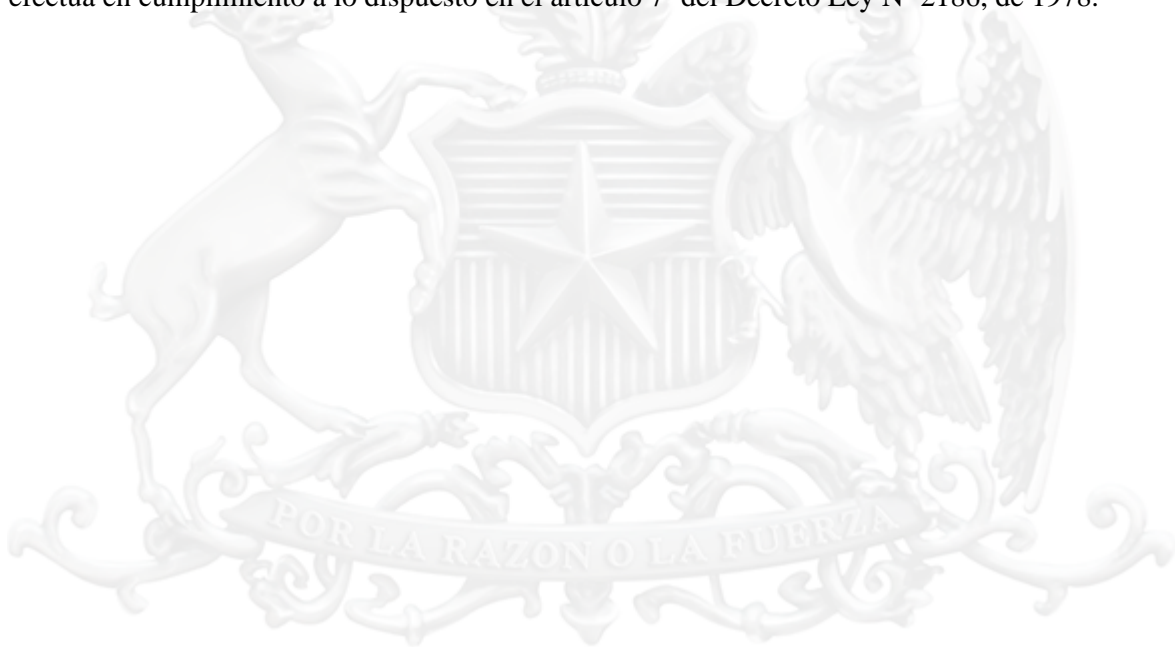 efectúa en cumplimiento a lo dispuesto en el artículo 7° del Decreto Ley N° 2186, de 1978.
POR LA RAZON O LA FUERZA